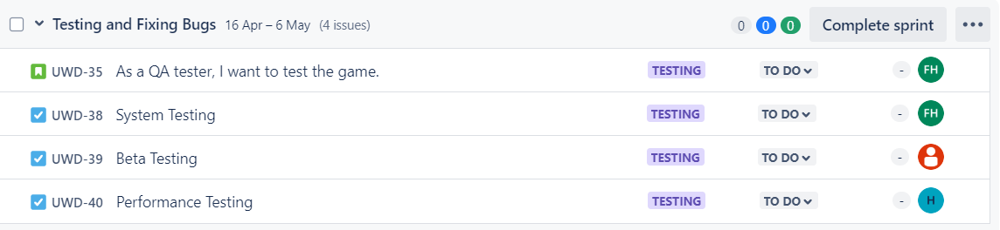 Testing and Fixing Bugs 16 Apr – 6 May (4 issues) 0 0 0 Complete sprint
UWD-35 As a QA tester, I want to test the game. TESTING TO DO - FH
UWD-38 System Testing TESTING TO DO - FH
UWD-39 Beta Testing TESTING TO DO -
UWD-40 Performance Testing TESTING TO DO - H